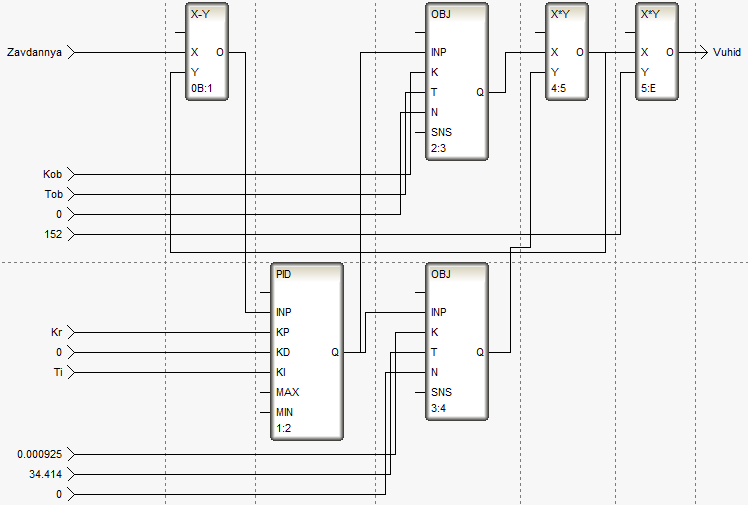 X-Y
OBJ
X*Y
X*Y
Zavdannya
X O
INP
X O
X O
Vuhid
Y
K
Y
Y
0B:1
T Q
4:5
5:E
N
SNS
2:3
Kob
Tob
0
152
PID
OBJ
INP
INP
Kr
KP
K
0
KD Q
T Q
Ti
KI
N
MAX
SNS
MIN
3:4
1:2
0.000925
34.414
0